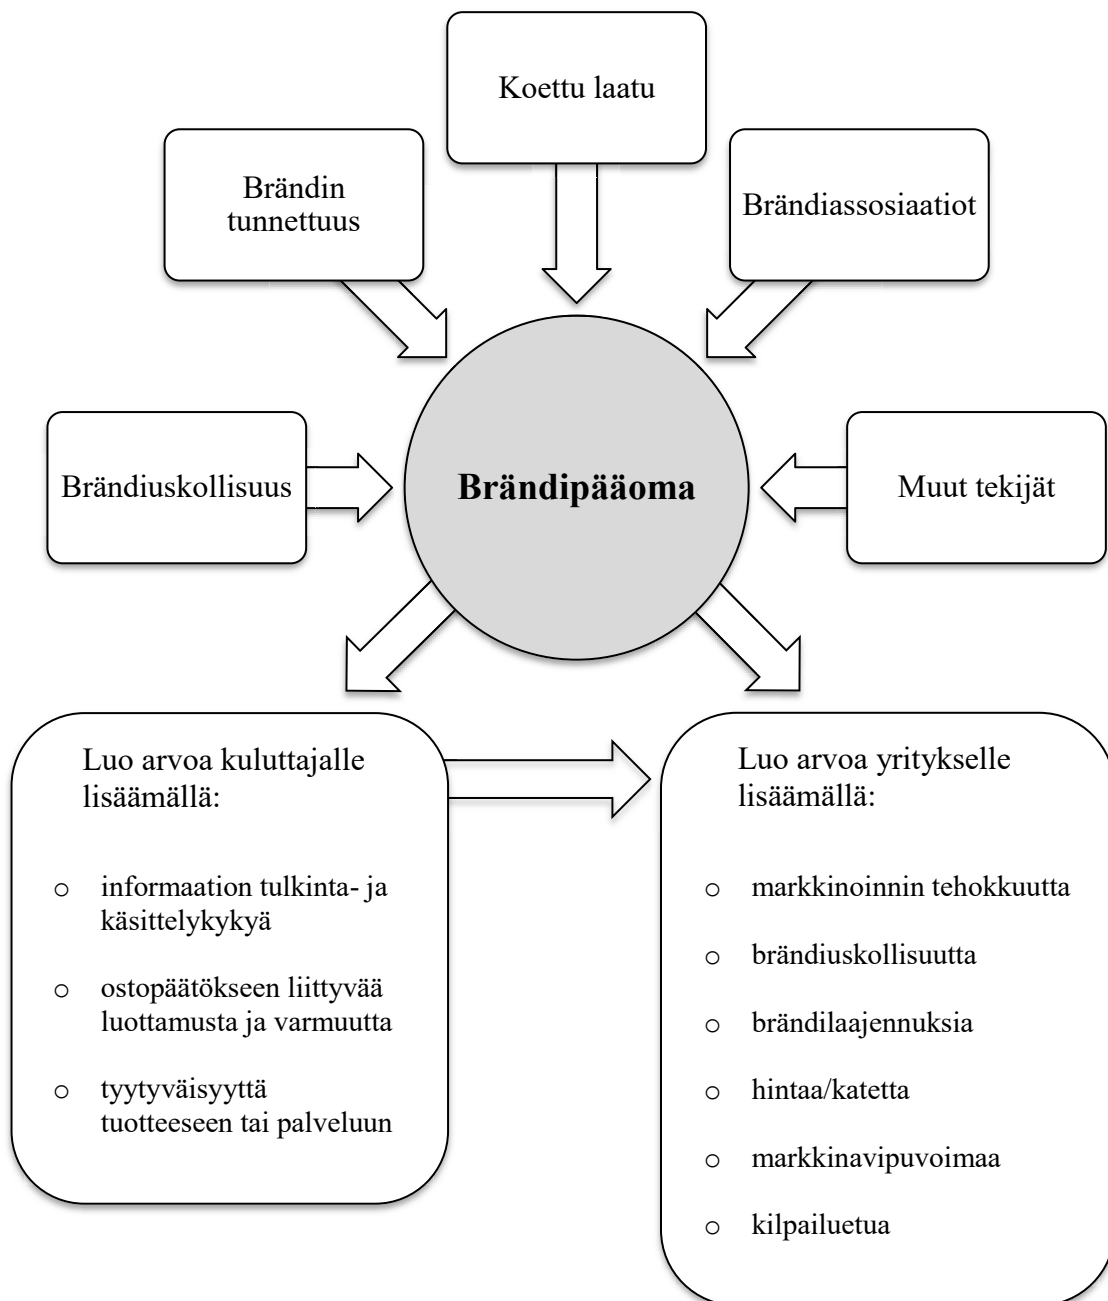 Koettu laatu
Brändin
tunnettuus
Brändiassosiaatiot
Brändiuskollisuus
Brändipääoma
Muut tekijät
Luo arvoa kuluttajalle
lisäämällä:
o informaation tulkinta- ja
käsittelykykyä
o ostopäätökseen liittyvää
luottamusta ja varmuutta
o tyytyväisyyttä
tuotteeseen tai palveluun
Luo arvoa yritykselle
lisäämällä:
o markkinoinnin tehokkuutta
o brändiuskollisuutta
o brändilaajennuksia
o hintaa/katetta
o markkinavipuvoimaa
o kilpailuetua